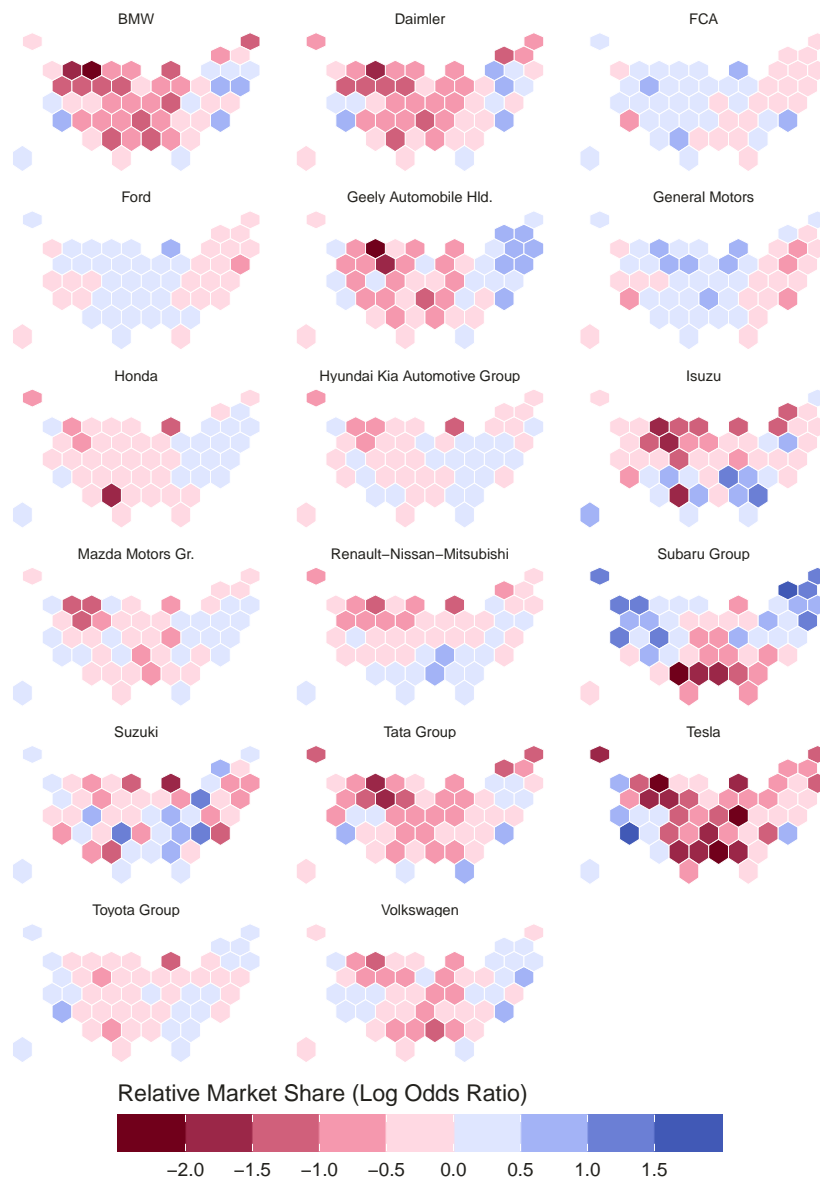 BMW
Daimler
FCA
Ford
Geely Automobile Hld.
General Motors
Honda
Hyundai Kia Automotive Group
Isuzu
Mazda Motors Gr.
Renault−Nissan−Mitsubishi
Subaru Group
Suzuki
Tata Group
Tesla
Toyota Group
Volkswagen
Relative Market Share (Log Odds Ratio)
−2.0 −1.5 −1.0 −0.5 0.0 0.5 1.0 1.5